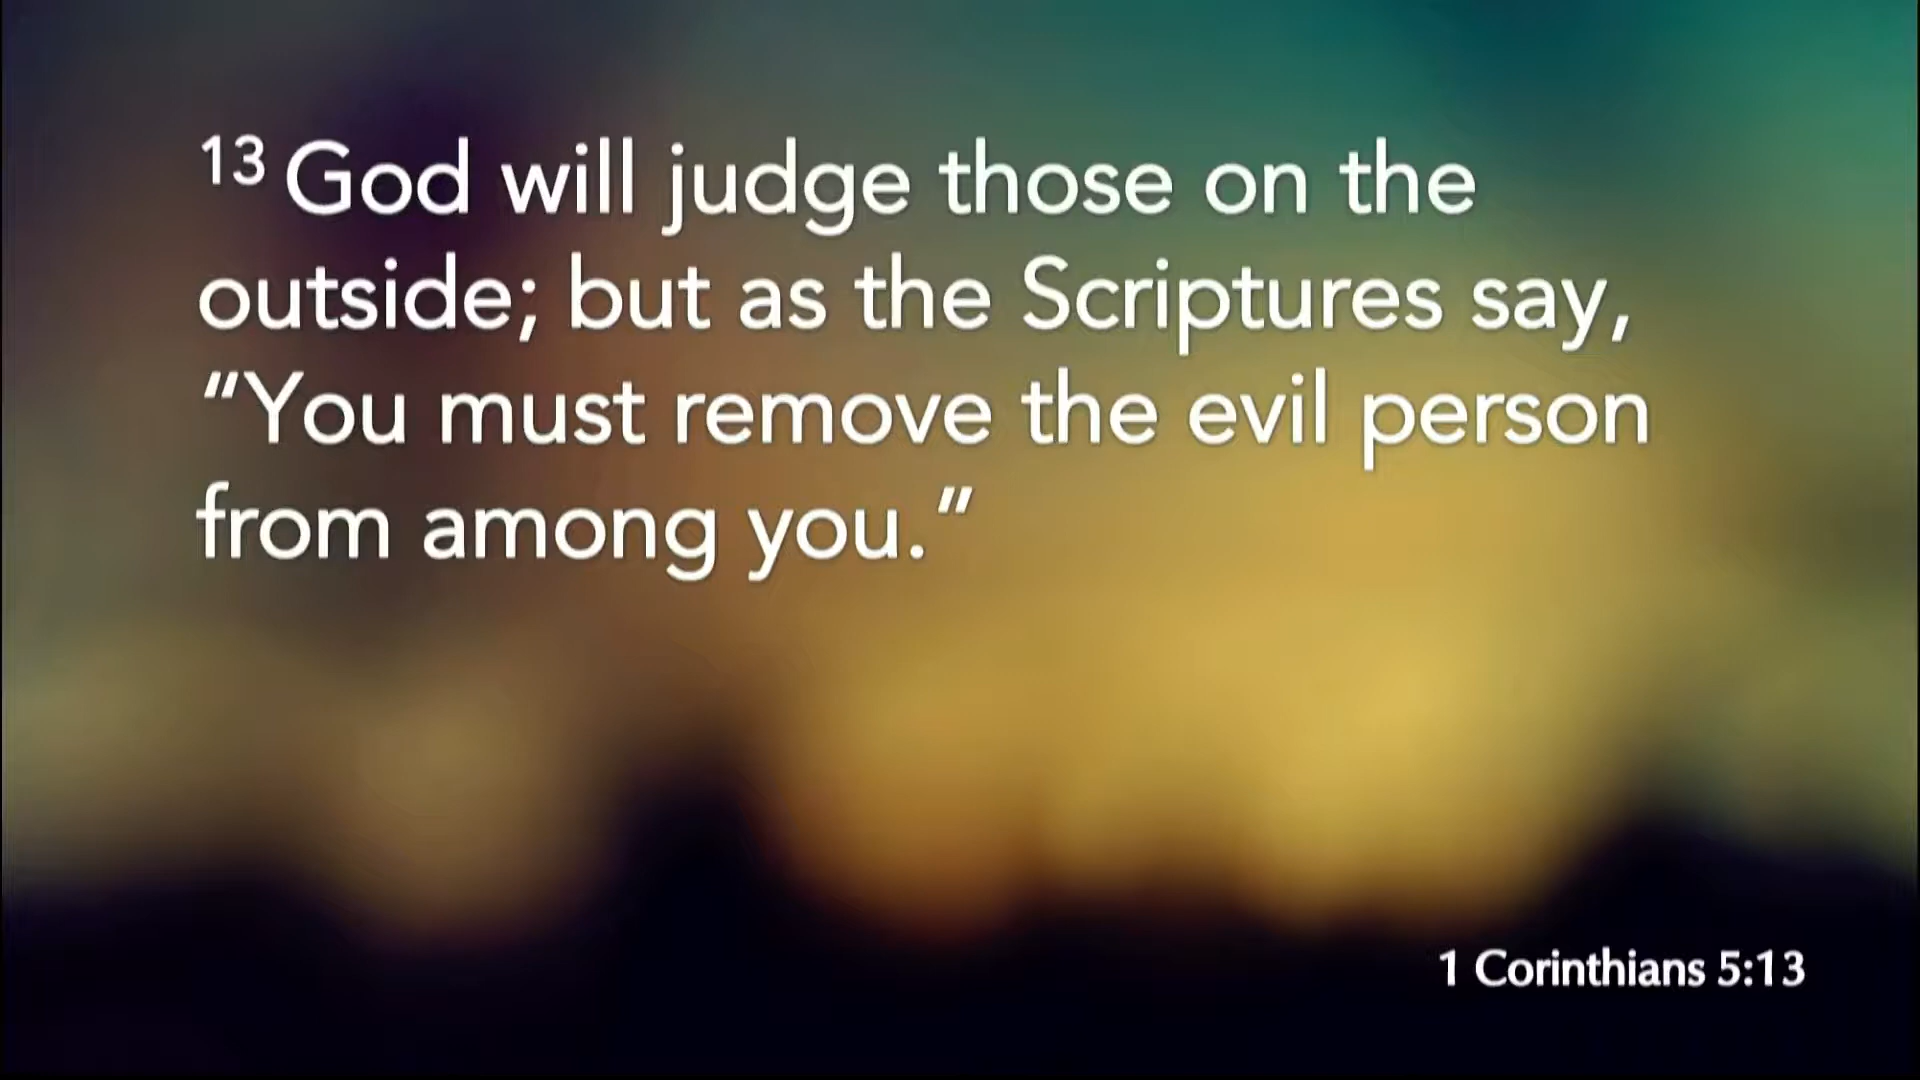 13 God will judge those on the
outside; but as the Scriptures say,
“You must remove the evil person
from among you.”
1 Corinthians 5:13